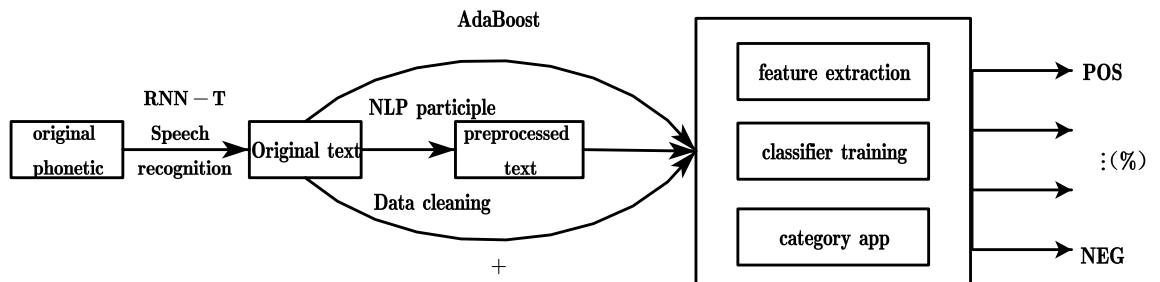 AdaBoost
RNN − T
Speech
recognition
original
phonetic
Original text
NLP participle
preprocessed
text
Data cleaning
+
feature extraction
classifier training
category app
POS
⋮(%)
NEG